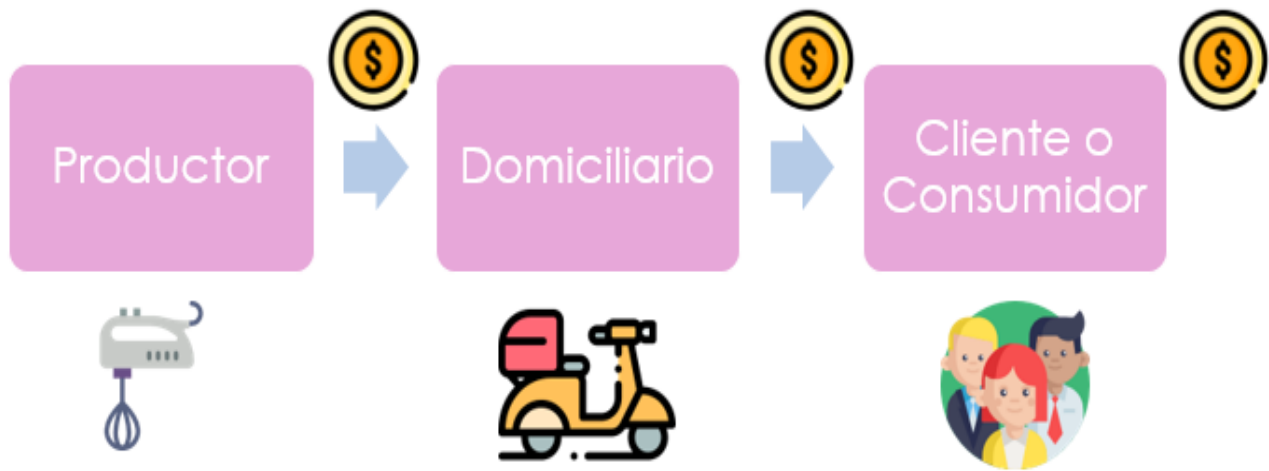 $
$
$
Productor
Domiciliario
Cliente o
Consumidor